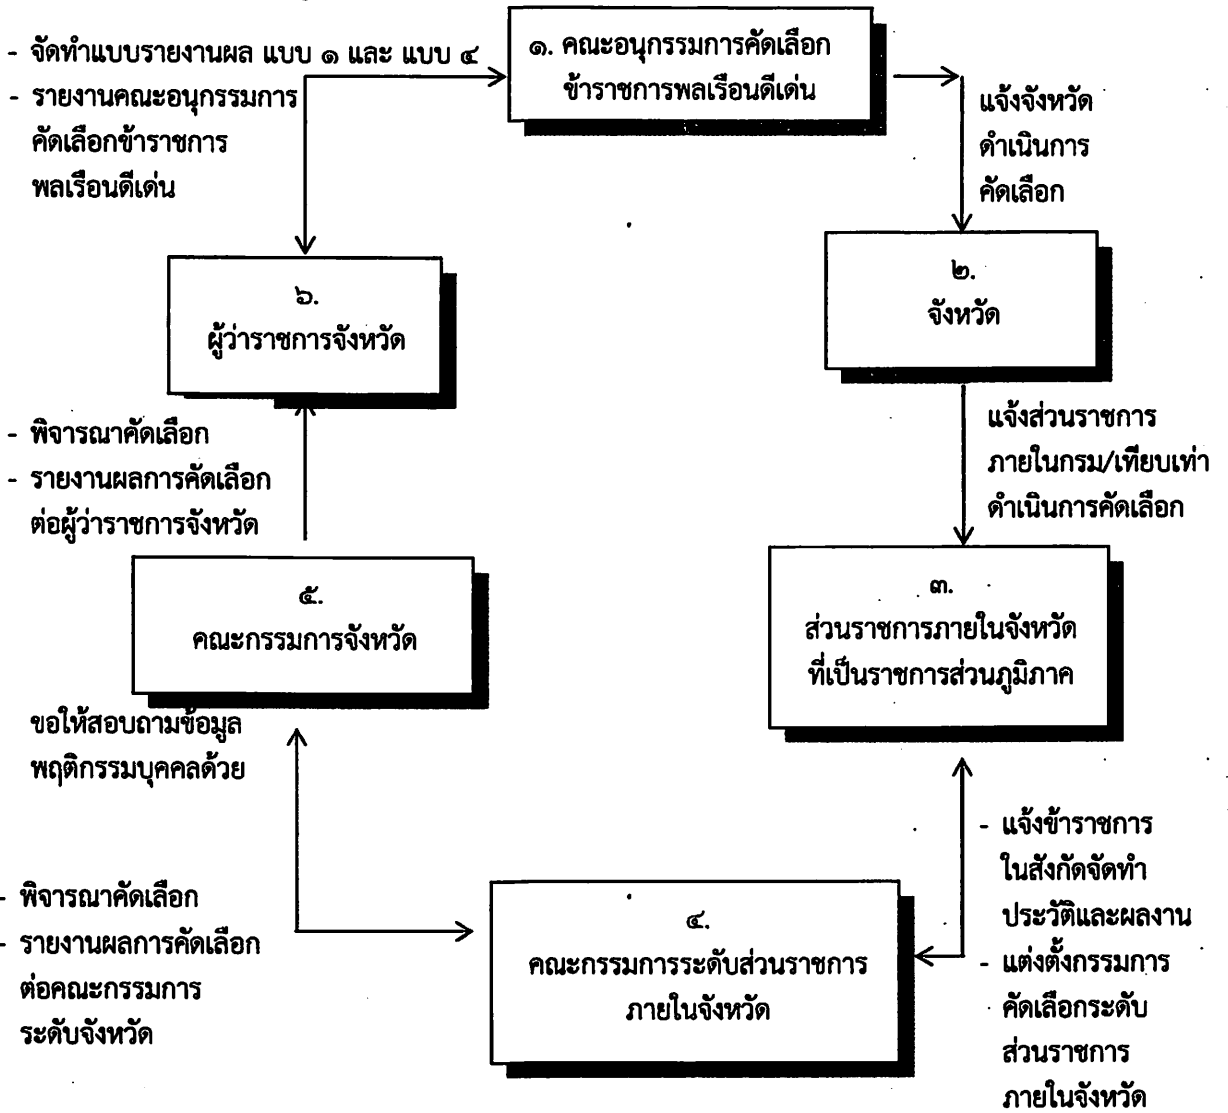 - จัดทำแบบรายงานผล แบบ ๑ และ แบบ ๔
- รายงานคณะอนุกรรมการ
คัดเลือกข้าราชการ
พลเรือนดีเด่น
๑. คณะอนุกรรมการคัดเลือก
ข้าราชการพลเรือนดีเด่น
แจ้งจังหวัด
ดำเนินการ
คัดเลือก
๒.
จังหวัด
แจ้งส่วนราชการ
ภายในกรม/เทียบเท่า
ดำเนินการคัดเลือก
๓.
ส่วนราชการภายในจังหวัด
ที่เป็นราชการส่วนภูมิภาค
- แจ้งข้าราชการ
ในสังกัดจัดทำ
ประวัติและผลงาน
- แต่งตั้งกรรมการ
คัดเลือกระดับ
ส่วนราชการ
ภายในจังหวัด
๔.
คณะกรรมการระดับส่วนราชการ
ภายในจังหวัด
- พิจารณาคัดเลือก
- รายงานผลการคัดเลือก
ต่อคณะกรรมการ
ระดับจังหวัด
ขอให้สอบถามข้อมูล
พฤติกรรมบุคคลด้วย
๕.
คณะกรรมการจังหวัด
- พิจารณาคัดเลือก
- รายงานผลการคัดเลือก
ต่อผู้ว่าราชการจังหวัด
๖.
ผู้ว่าราชการจังหวัด